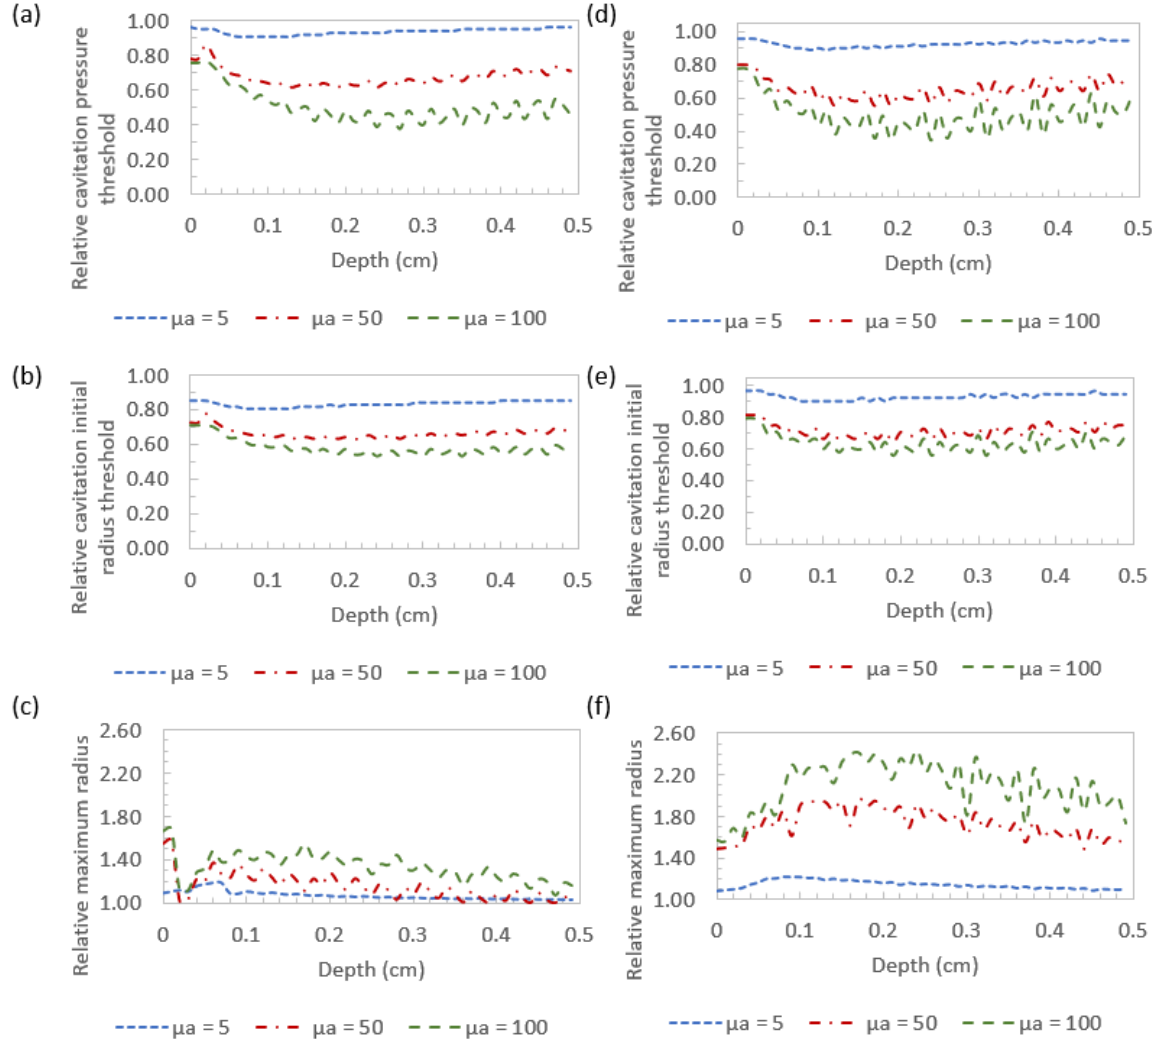 (a)
Relative cavitation pressure
threshold
1.00
0.80
0.60
0.40
0.20
0.00
0 0.1 0.2 0.3 0.4 0.5
Depth (cm)
μa = 5 μa = 50 μa = 100
(d)
Relative cavitation pressure
threshold
1.00
0.80
0.60
0.40
0.20
0.00
0 0.1 0.2 0.3 0.4 0.5
Depth (cm)
μa = 5 μa = 50 μa = 100
(b)
Relative cavitation initial
radius threshold
1.00
0.80
0.60
0.40
0.20
0.00
0 0.1 0.2 0.3 0.4 0.5
Depth (cm)
μa = 5 μa = 50 μa = 100
(e)
Relative cavitation initial
radius threshold
1.00
0.80
0.60
0.40
0.20
0.00
0 0.1 0.2 0.3 0.4 0.5
Depth (cm)
μa = 5 μa = 50 μa = 100
(c)
Relative maximum radius
2.60
2.20
1.80
1.40
1.00
0 0.1 0.2 0.3 0.4 0.5
Depth (cm)
μa = 5 μa = 50 μa = 100
(f)
Relative maximum radius
2.60
2.20
1.80
1.40
1.00
0 0.1 0.2 0.3 0.4 0.5
Depth (cm)
μa = 5 μa = 50 μa = 100